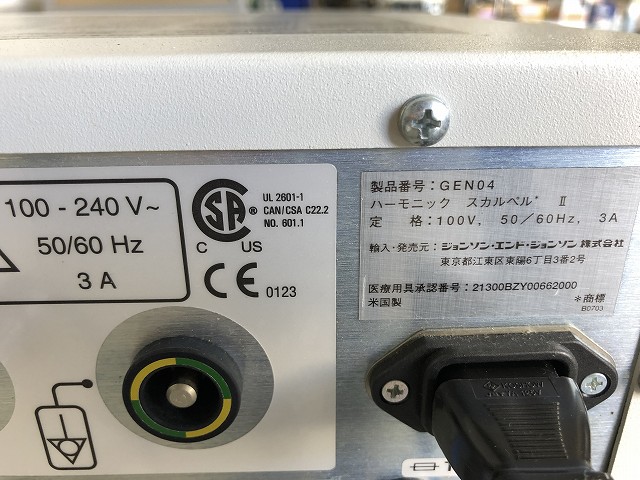 100 - 240 V~
50/60 Hz
3 A
CSA ®
C US
UL 2601-1
CAN/CSA C22.2
NO. 601.1
CE 0123
製品番号：GEN04
ハーモニック スカルペル* II
定 格：100V, 50/60Hz, 3A
輸入・発売元：ジョンソン・エンド・ジョンソン株式会社
東京都江東区東陽6丁目3番2号
医療用具承認番号：21300BZY00662000
米国製 *商標
B0703
T